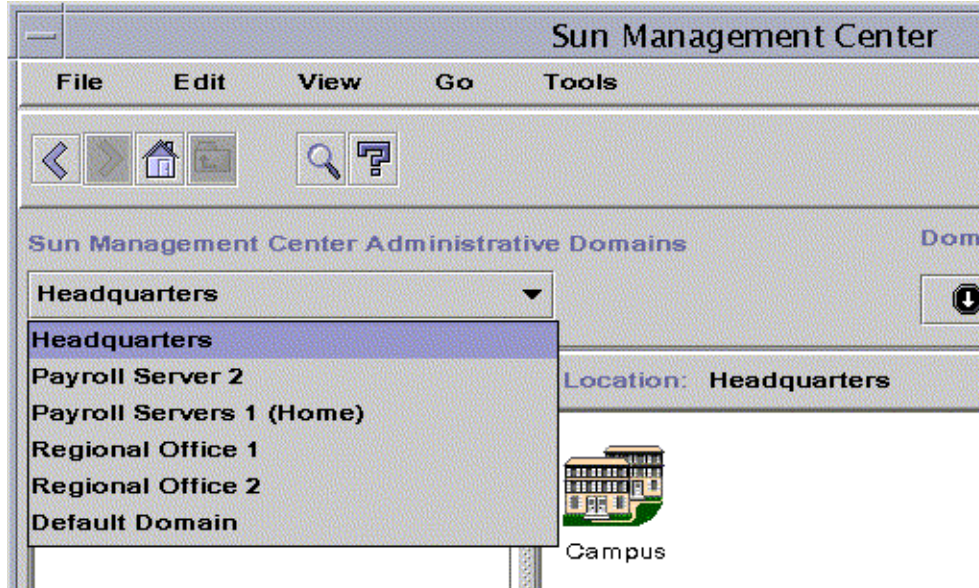 Sun Management Center
File Edit View Go Tools
Sun Management Center Administrative Domains
Dom
Headquarters
Headquarters
Payroll Server 2
Payroll Servers 1 (Home)
Regional Office 1
Regional Office 2
Default Domain
Location: Headquarters
Campus